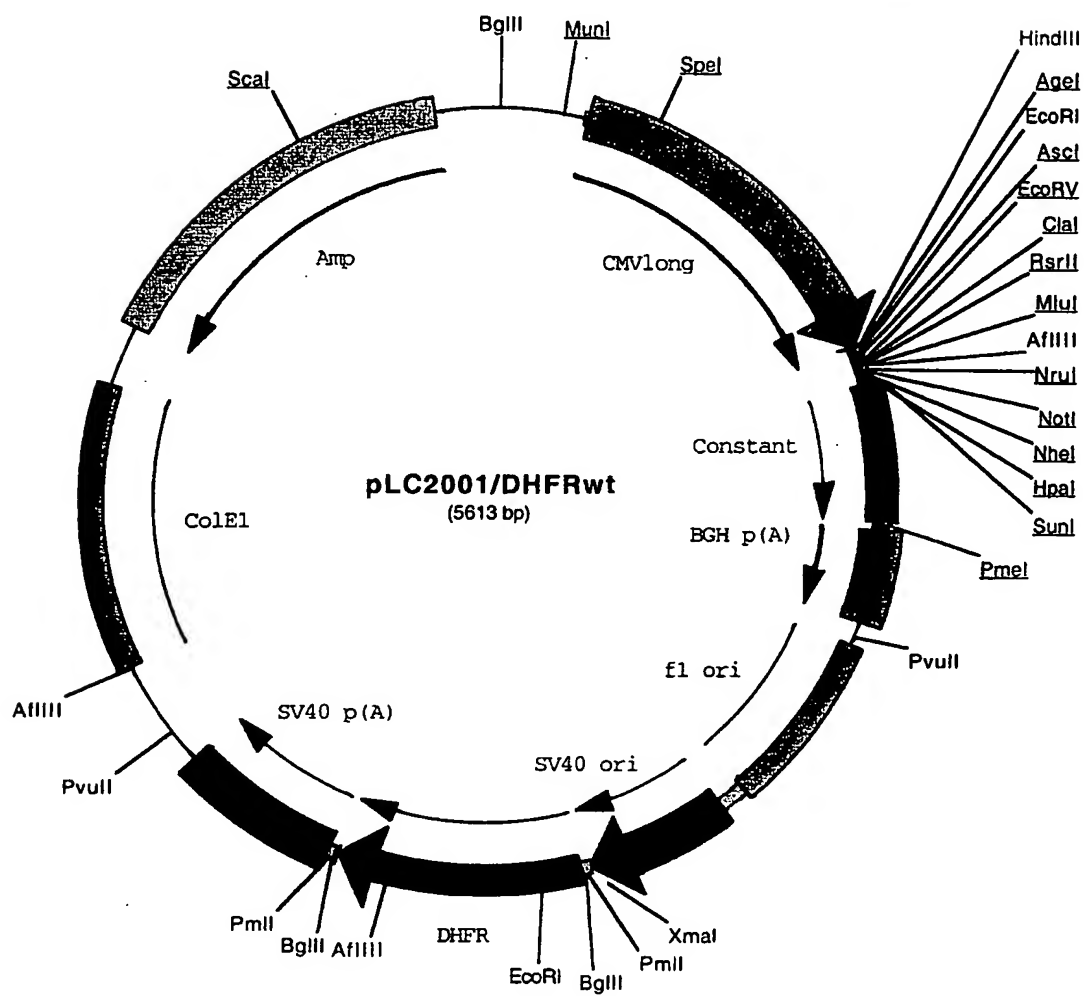 BglII
MunI
ScaI
SpeI
HindIII
AgeI
EcoRI
AscI
EcoRV
ClaI
RsrII
MluI
AflIII
NruI
NotI
NheI
HpaI
SunI
PmeI
Amp
CMVlong
Constant
pLC2001/DHFRwt
(5613 bp)
ColE1
BGH p(A)
f1 ori
PvuII
AflIII
SV40 p(A)
SV40 ori
PvuII
PmlI
BglII
AflIII
DHFR
EcoRI
BglII
PmlI
XmaI